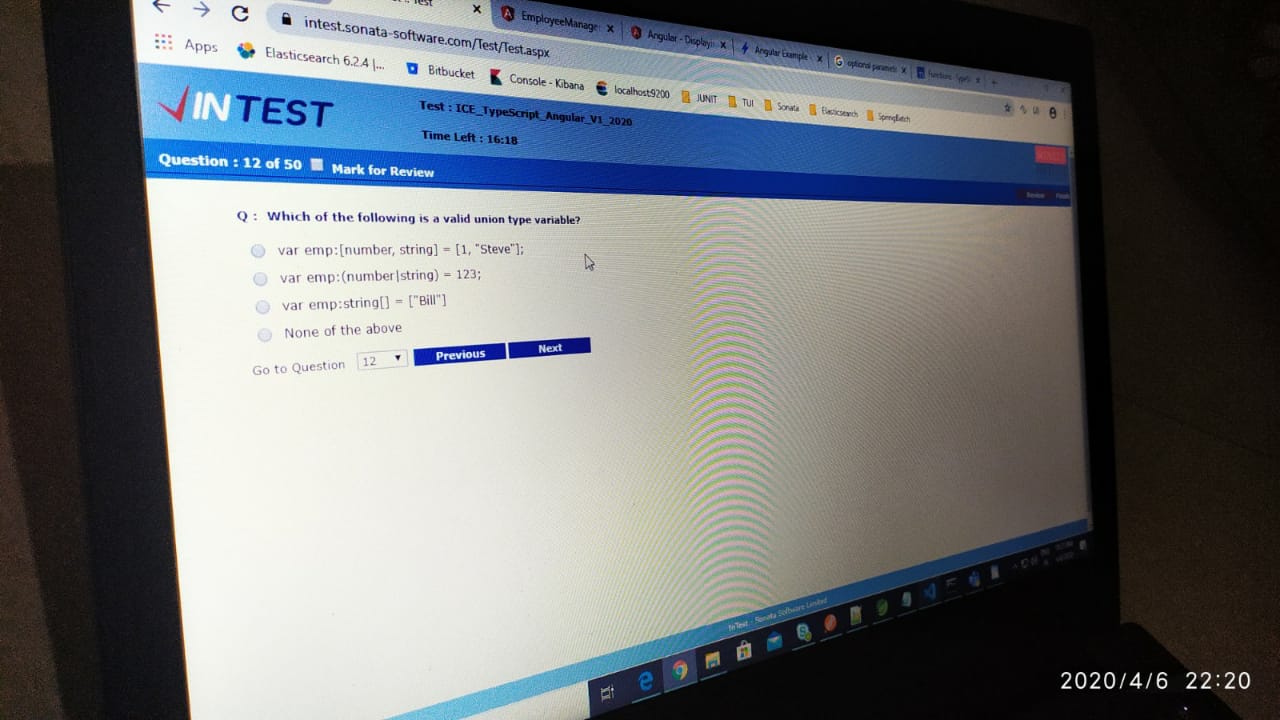 Test
EmployeeManage
Angular - Displayi
Angular Example
optional paramete
intest.sonata-software.com/Test/Test.aspx
Apps
Elasticsearch 6.2.4 |...
Bitbucket
Console - Kibana
localhost:9200
JUNIT
TUI
Sonata
Elasticsearch
SpringBatch
INTEST
Test : ICE_TypeScript_Angular_V1_2020
Time Left : 16:18
Question : 12 of 50 Mark for Review
Review
Q : Which of the following is a valid union type variable?
var emp:[number, string] = [1, "Steve"];
var emp:(number|string) = 123;
var emp:string[] = ["Bill"]
None of the above
Go to Question 12 Previous Next
InTest - Sonata Software Limited
2020/4/6 22:20